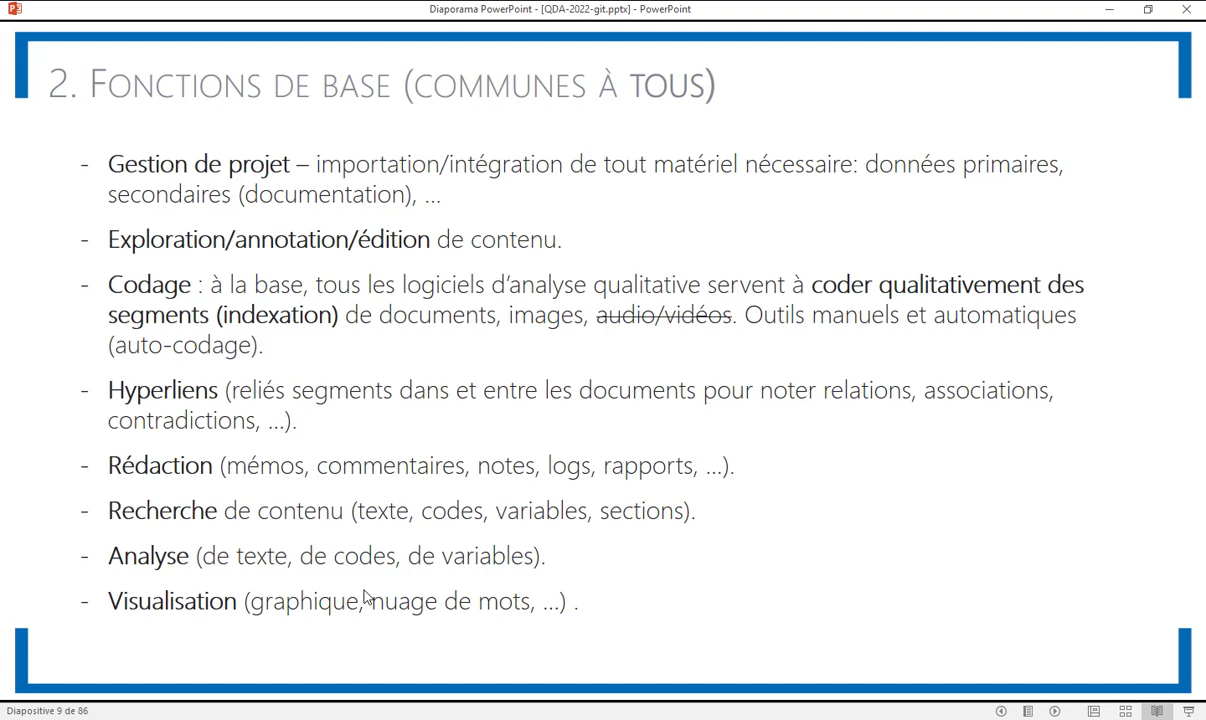 Diaporama PowerPoint - [QDA-2022-git.pptx] - PowerPoint
2. Fonctions de base (communes à tous)
- Gestion de projet – importation/intégration de tout matériel nécessaire: données primaires,
secondaires (documentation), ...
- Exploration/annotation/édition de contenu.
- Codage : à la base, tous les logiciels d’analyse qualitative servent à coder qualitativement des
segments (indexation) de documents, images, audio/vidéos. Outils manuels et automatiques
(auto-codage).
- Hyperliens (reliés segments dans et entre les documents pour noter relations, associations,
contradictions, ...).
- Rédaction (mémos, commentaires, notes, logs, rapports, ...).
- Recherche de contenu (texte, codes, variables, sections).
- Analyse (de texte, de codes, de variables).
- Visualisation (graphique, nuage de mots, ...) .
Diapositive 9 de 86